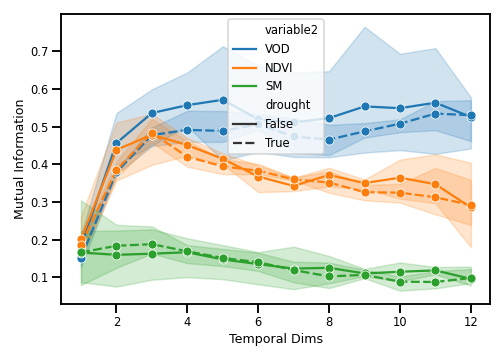 variable2
VOD
NDVI
SM
drought
False
True
0.7
0.6
0.5
0.4
0.3
0.2
0.1
Mutual Information
2 4 6 8 10 12
Temporal Dims